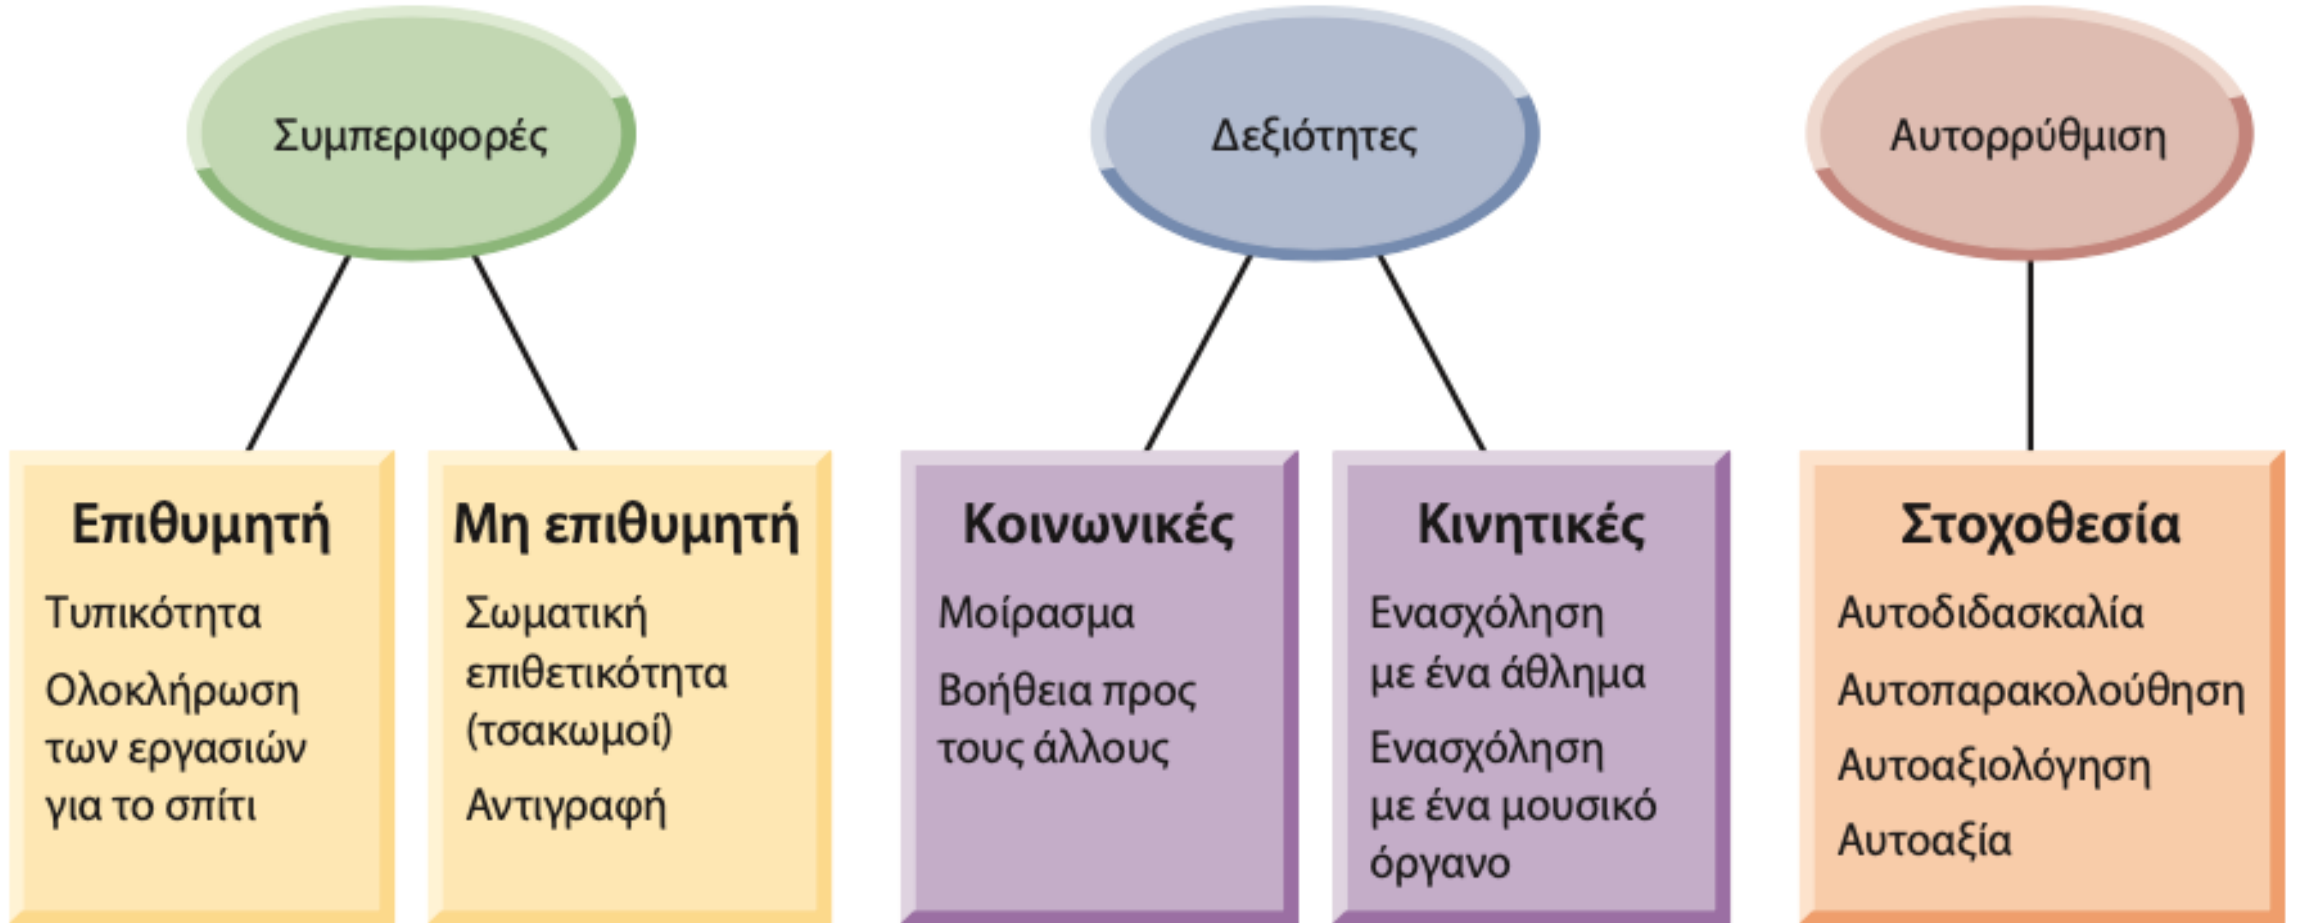 Συμπεριφορές
Δεξιότητες
Αυτορρύθμιση
Επιθυμητή
Τυπικότητα
Ολοκλήρωση
των εργασιών
για το σπίτι
Μη επιθυμητή
Σωματική
επιθετικότητα
(τσακωμοί)
Αντιγραφή
Κοινωνικές
Μοίρασμα
Βοήθεια προς
τους άλλους
Κινητικές
Ενασχόληση
με ένα άθλημα
Ενασχόληση
με ένα μουσικό
όργανο
Στοχοθεσία
Αυτοδιδασκαλία
Αυτοπαρακολούθηση
Αυτοαξιολόγηση
Αυτοαξία